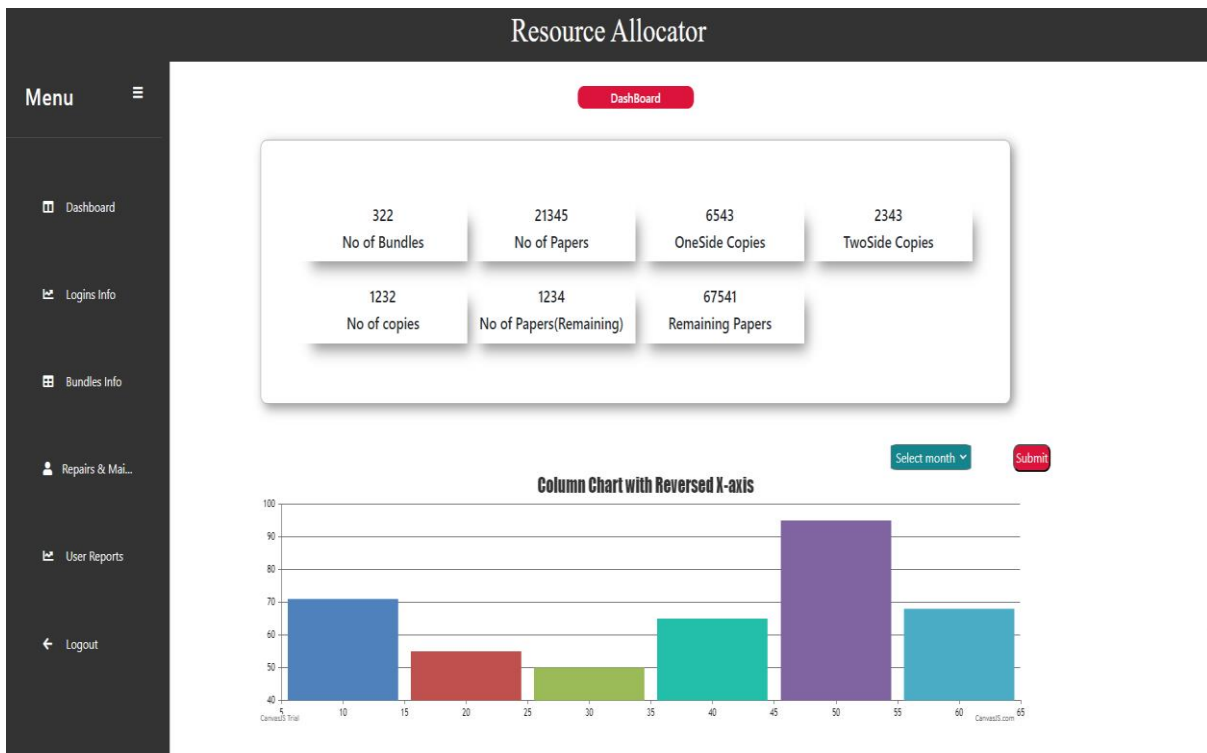 Resource Allocator
Menu
DashBoard
Dashboard
Logins Info
Bundles Info
Repairs & Mai...
User Reports
Logout
322 21345 6543 2343
No of Bundles No of Papers OneSide Copies TwoSide Copies
1232 1234 67541
No of copies No of Papers(Remaining) Remaining Papers
Select month Submit
Column Chart with Reversed X-axis
100
90
80
70
60
50
40
5 10 15 20 25 30 35 40 45 50 55 60 65
CanvasJS Trial CanvasJS.com